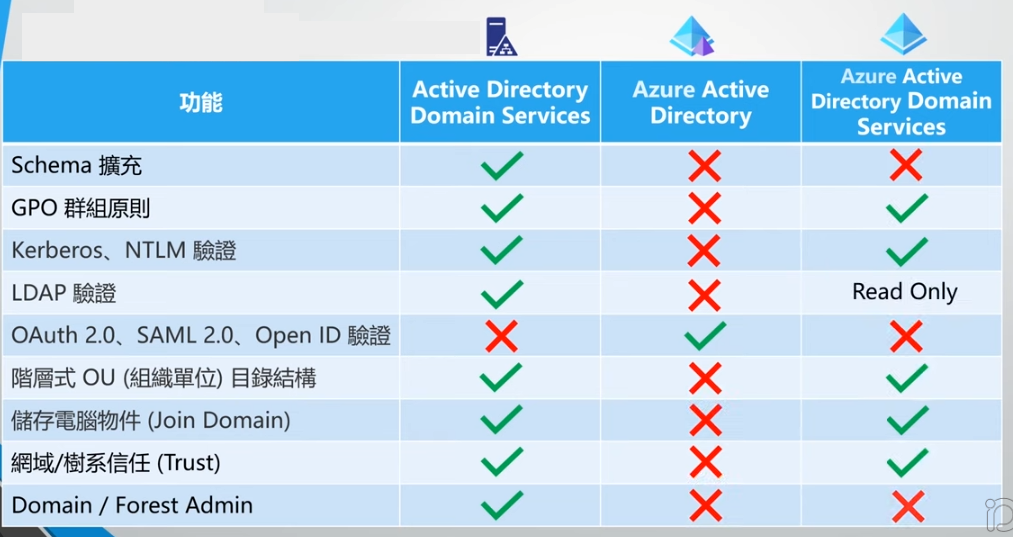 功能
Active Directory
Domain Services
Azure Active
Directory
Azure Active
Directory Domain
Services
Schema 擴充
GPO 群組原則
Kerberos、NTLM 驗證
LDAP 驗證
Read Only
OAuth 2.0、SAML 2.0、Open ID 驗證
階層式 OU (組織單位) 目錄結構
儲存電腦物件 (Join Domain)
網域/樹系信任 (Trust)
Domain / Forest Admin